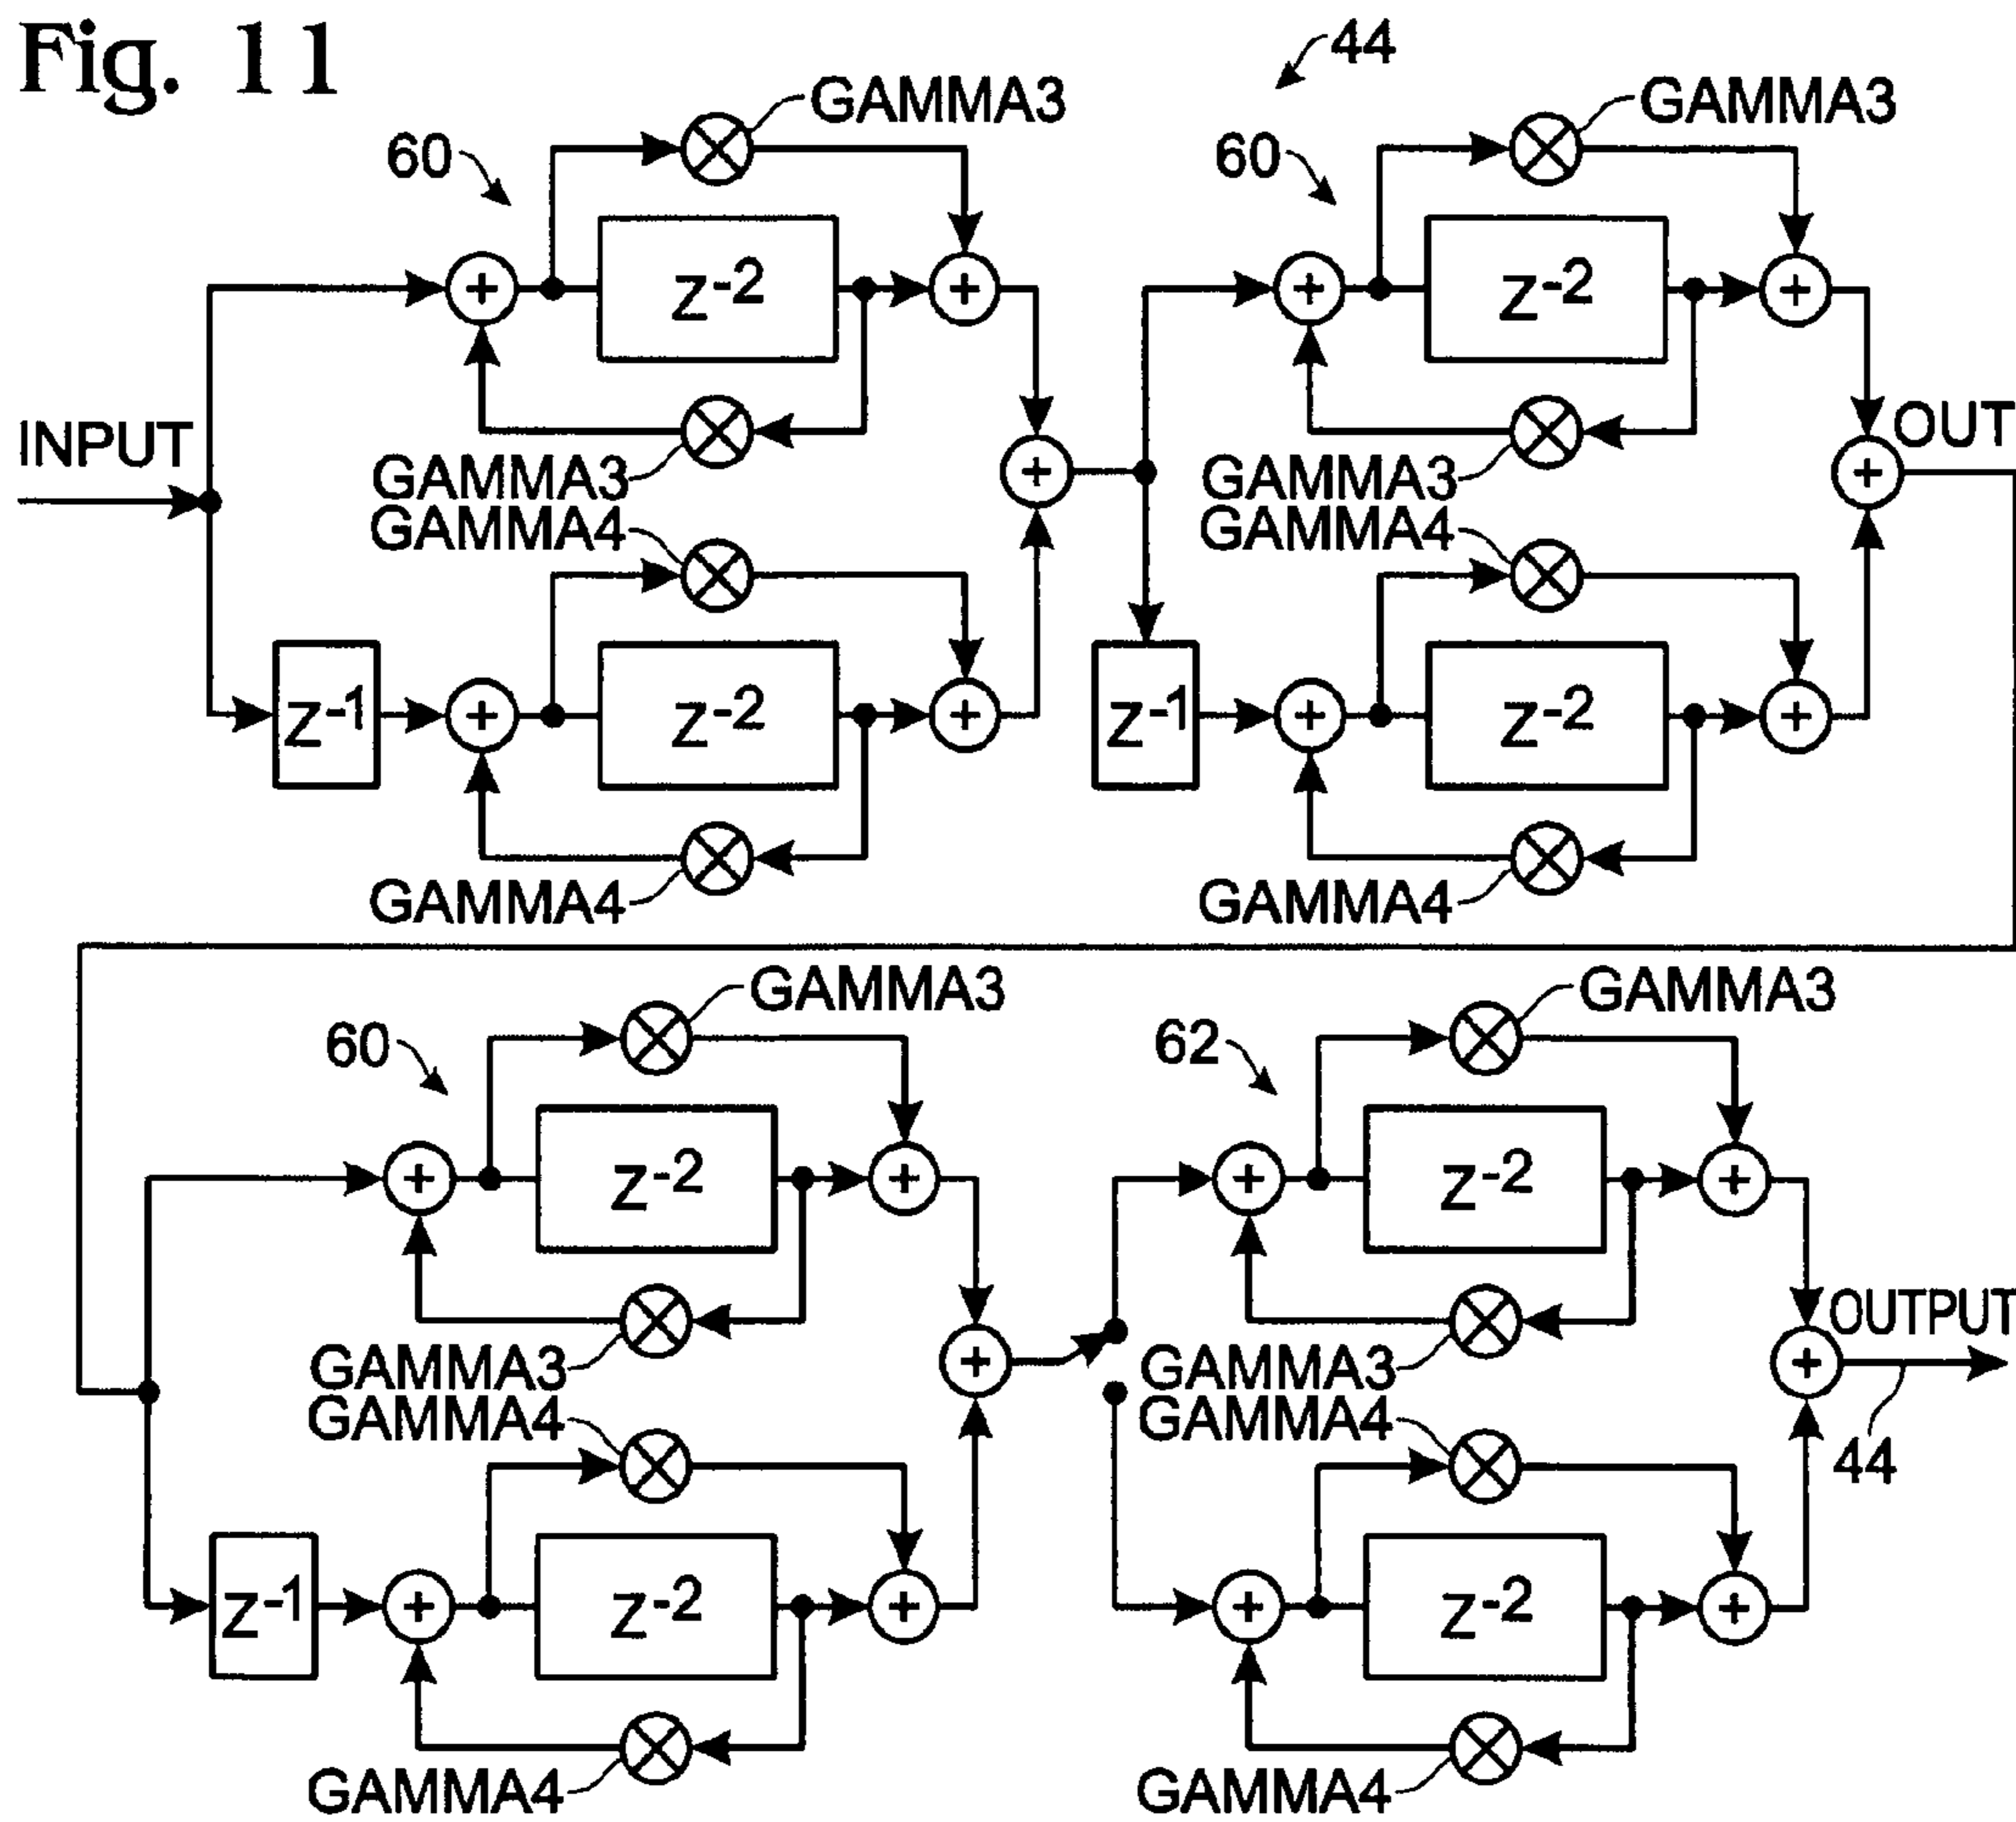 Fig. 11
44
GAMMA3
GAMMA3
60
60
+
z-2
+
+
z-2
+
INPUT
GAMMA3
+
GAMMA3
+
OUT
GAMMA4
GAMMA4
z-1
+
z-2
+
z-1
+
z-2
+
GAMMA4
GAMMA4
GAMMA3
GAMMA3
60
62
+
z-2
+
+
z-2
+
GAMMA3
+
GAMMA3
+
OUTPUT
GAMMA4
GAMMA4
44
z-1
+
z-2
+
+
z-2
+
GAMMA4
GAMMA4